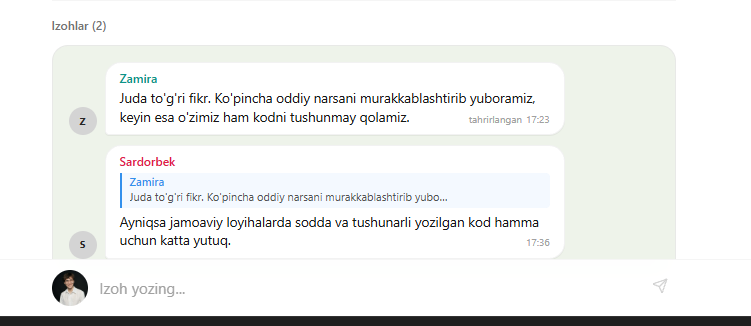 Izohlar (2)
Zamira
Juda to'g'ri fikr. Ko'pincha oddiy narsani murakkablashtirib yuboramiz,
keyin esa o'zimiz ham kodni tushunmay qolamiz.
tahrirlangan 17:23
Z
Sardorbek
Zamira
Juda to'g'ri fikr. Ko'pincha oddiy narsani murakkablashtirib yubo...
Ayniqsa jamoaviy loyihalarda sodda va tushunarli yozilgan kod hamma
uchun katta yutuq.
17:36
S
Izoh yozing...